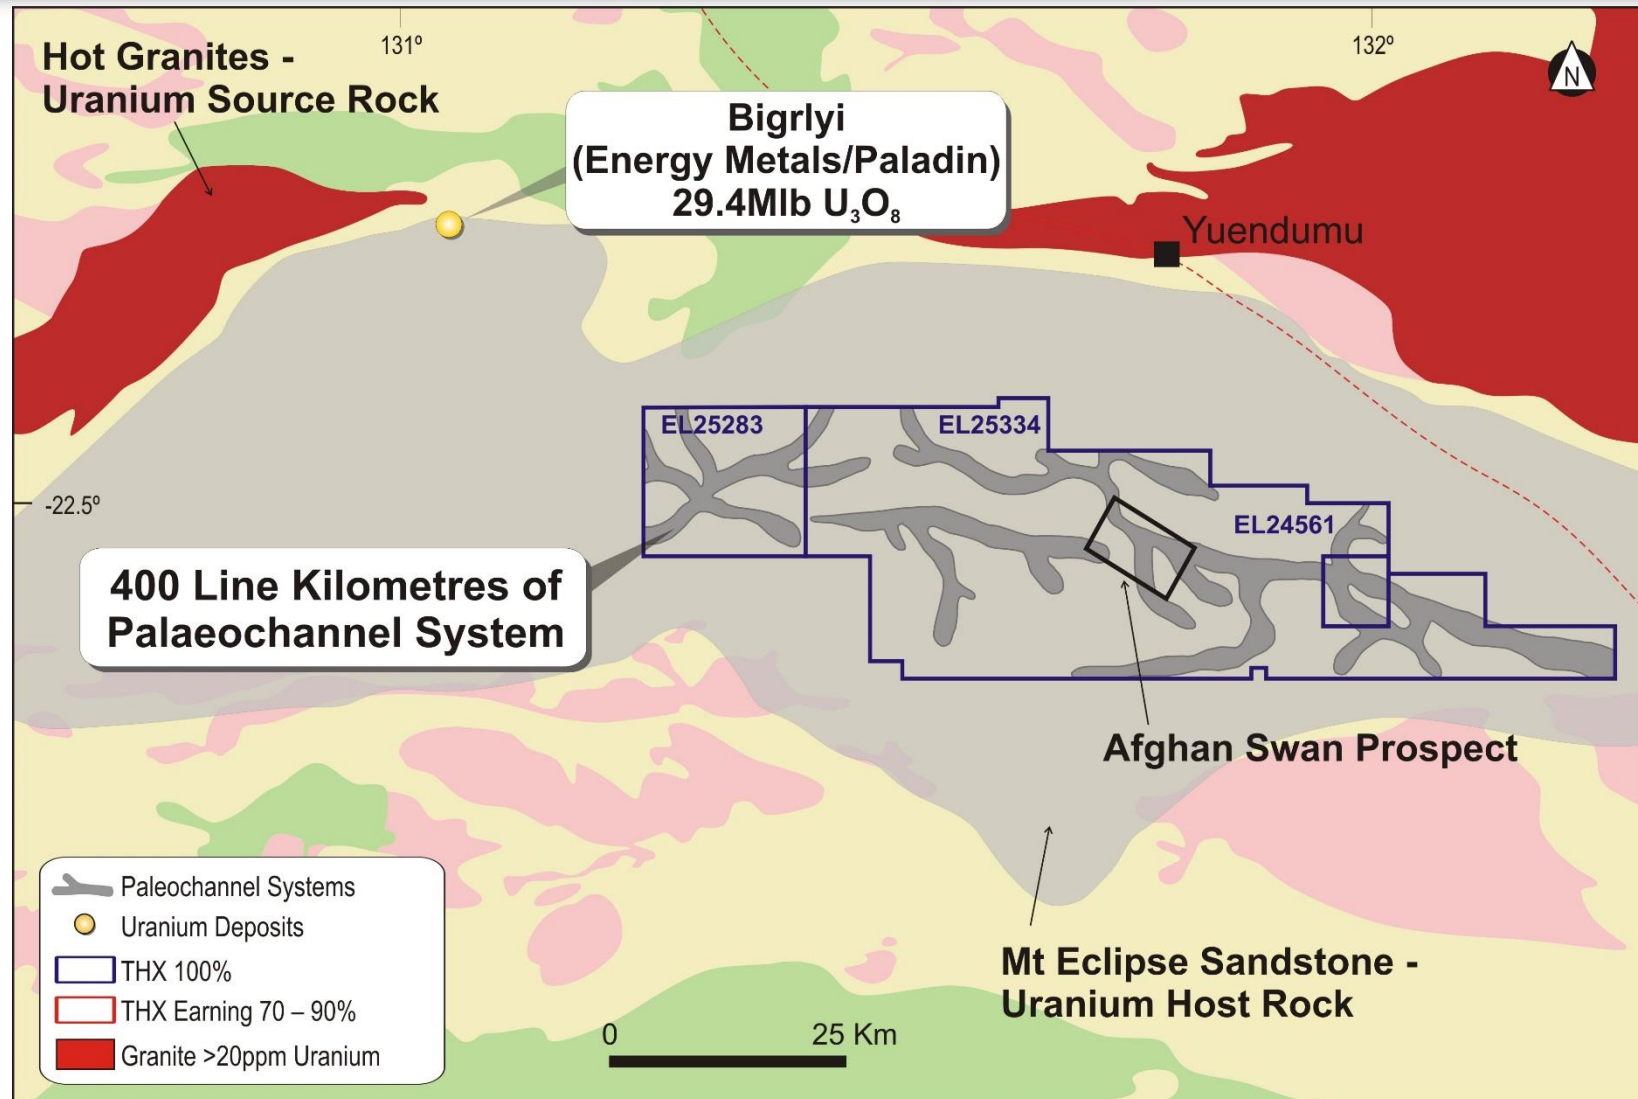 131º
132º
Hot Granites -
Uranium Source Rock
N
Bigrlyi
(Energy Metals/Paladin)
29.4Mlb U₃O₈
Yuendumu
EL25283
EL25334
-22.5º
EL24561
400 Line Kilometres of
Palaeochannel System
Afghan Swan Prospect
Mt Eclipse Sandstone -
Uranium Host Rock
Paleochannel Systems
Uranium Deposits
THX 100%
THX Earning 70 – 90%
Granite >20ppm Uranium
0 25 Km